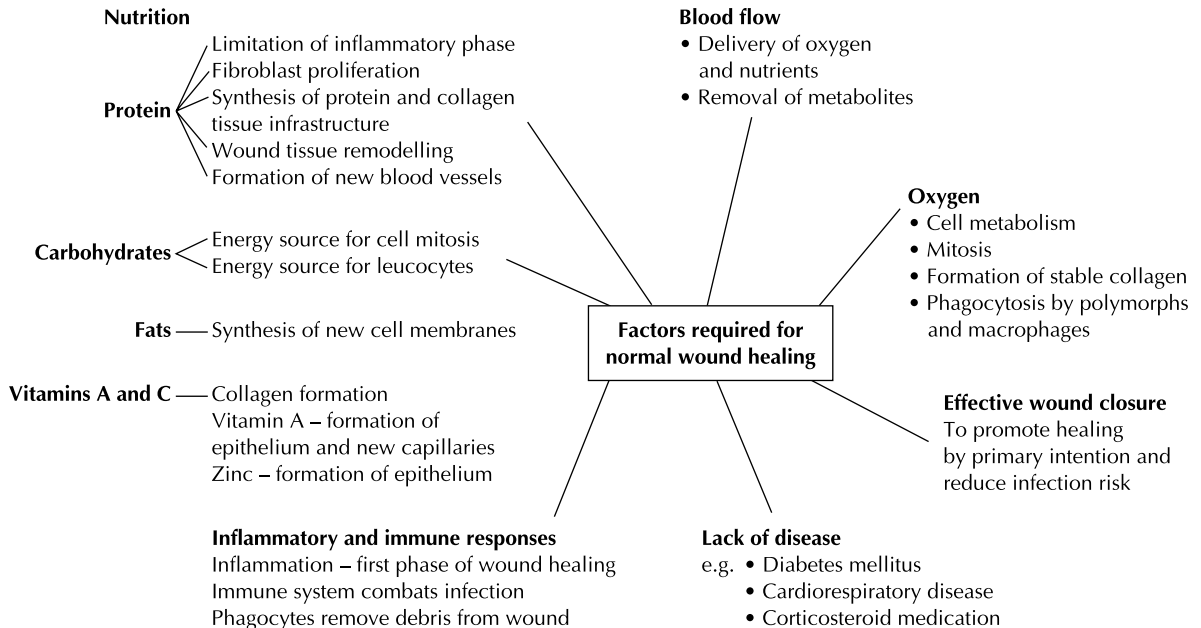 Nutrition
Limitation of inflammatory phase
Fibroblast proliferation
Protein
Synthesis of protein and collagen
tissue infrastructure
Wound tissue remodelling
Formation of new blood vessels
Carbohydrates
Energy source for cell mitosis
Energy source for leucocytes
Fats
Synthesis of new cell membranes
Vitamins A and C
Collagen formation
Vitamin A – formation of
epithelium and new capillaries
Zinc – formation of epithelium
Blood flow
• Delivery of oxygen
and nutrients
• Removal of metabolites
Oxygen
• Cell metabolism
• Mitosis
• Formation of stable collagen
• Phagocytosis by polymorphs
and macrophages
Factors required for
normal wound healing
Effective wound closure
To promote healing
by primary intention and
reduce infection risk
Inflammatory and immune responses
Inflammation – first phase of wound healing
Immune system combats infection
Phagocytes remove debris from wound
Lack of disease
e.g. • Diabetes mellitus
• Cardiorespiratory disease
• Corticosteroid medication